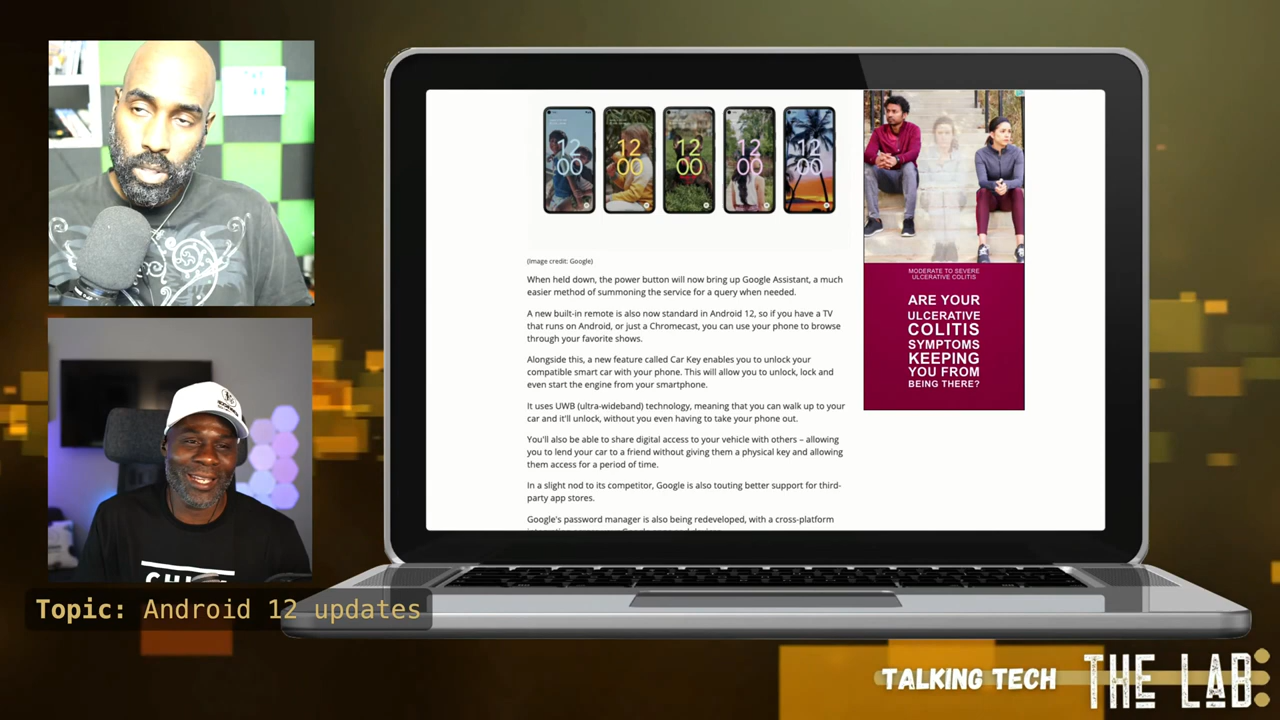 12
00
12
00
12
00
12
00
12
00
(Image credit: Google)
When held down, the power button will now bring up Google Assistant, a much
easier method of summoning the service for a query when needed.
A new built-in remote is also now standard in Android 12, so if you have a TV
that runs on Android, or just a Chromecast, you can use your phone to browse
through your favorite shows.
Alongside this, a new feature called Car Key enables you to unlock your
compatible smart car with your phone. This will allow you to unlock, lock and
even start the engine from your smartphone.
It uses UWB (ultra-wideband) technology, meaning that you can walk up to your
car and it'll unlock, without you even having to take your phone out.
You'll also be able to share digital access to your vehicle with others – allowing
you to lend your car to a friend without giving them a physical key and allowing
them access for a period of time.
In a slight nod to its competitor, Google is also touting better support for third-
party app stores.
Google's password manager is also being redeveloped, with a cross-platform
MODERATE TO SEVERE
ULCERATIVE COLITIS
ARE YOUR
ULCERATIVE
COLITIS
SYMPTOMS
KEEPING
YOU FROM
BEING THERE?
Topic: Android 12 updates
TALKING TECH
THE LAB: